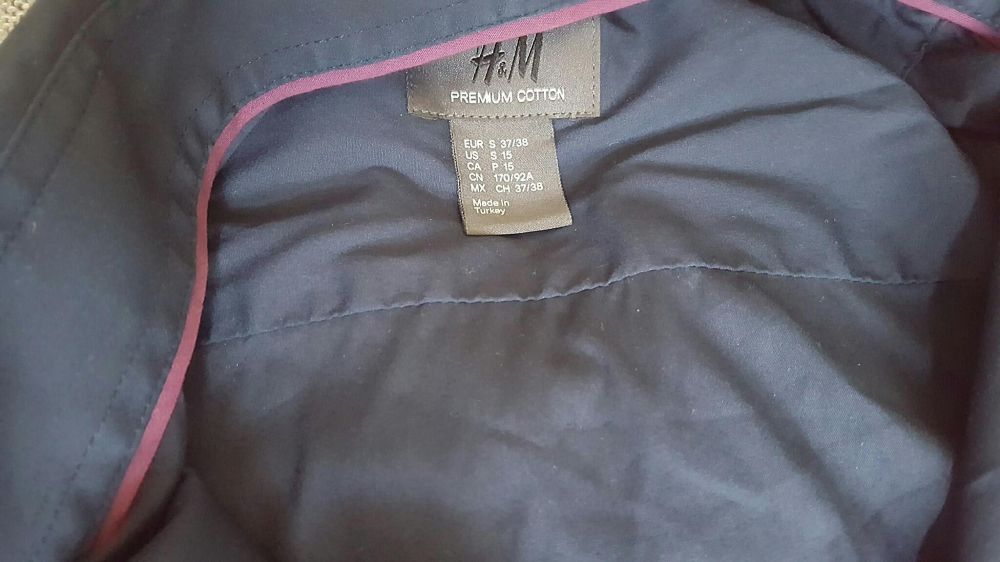 H&M
PREMIUM COTTON
EUR S 37/38
US S 15
CA P 15
CN 170/92A
MX CH 37/38
Made in
Turkey